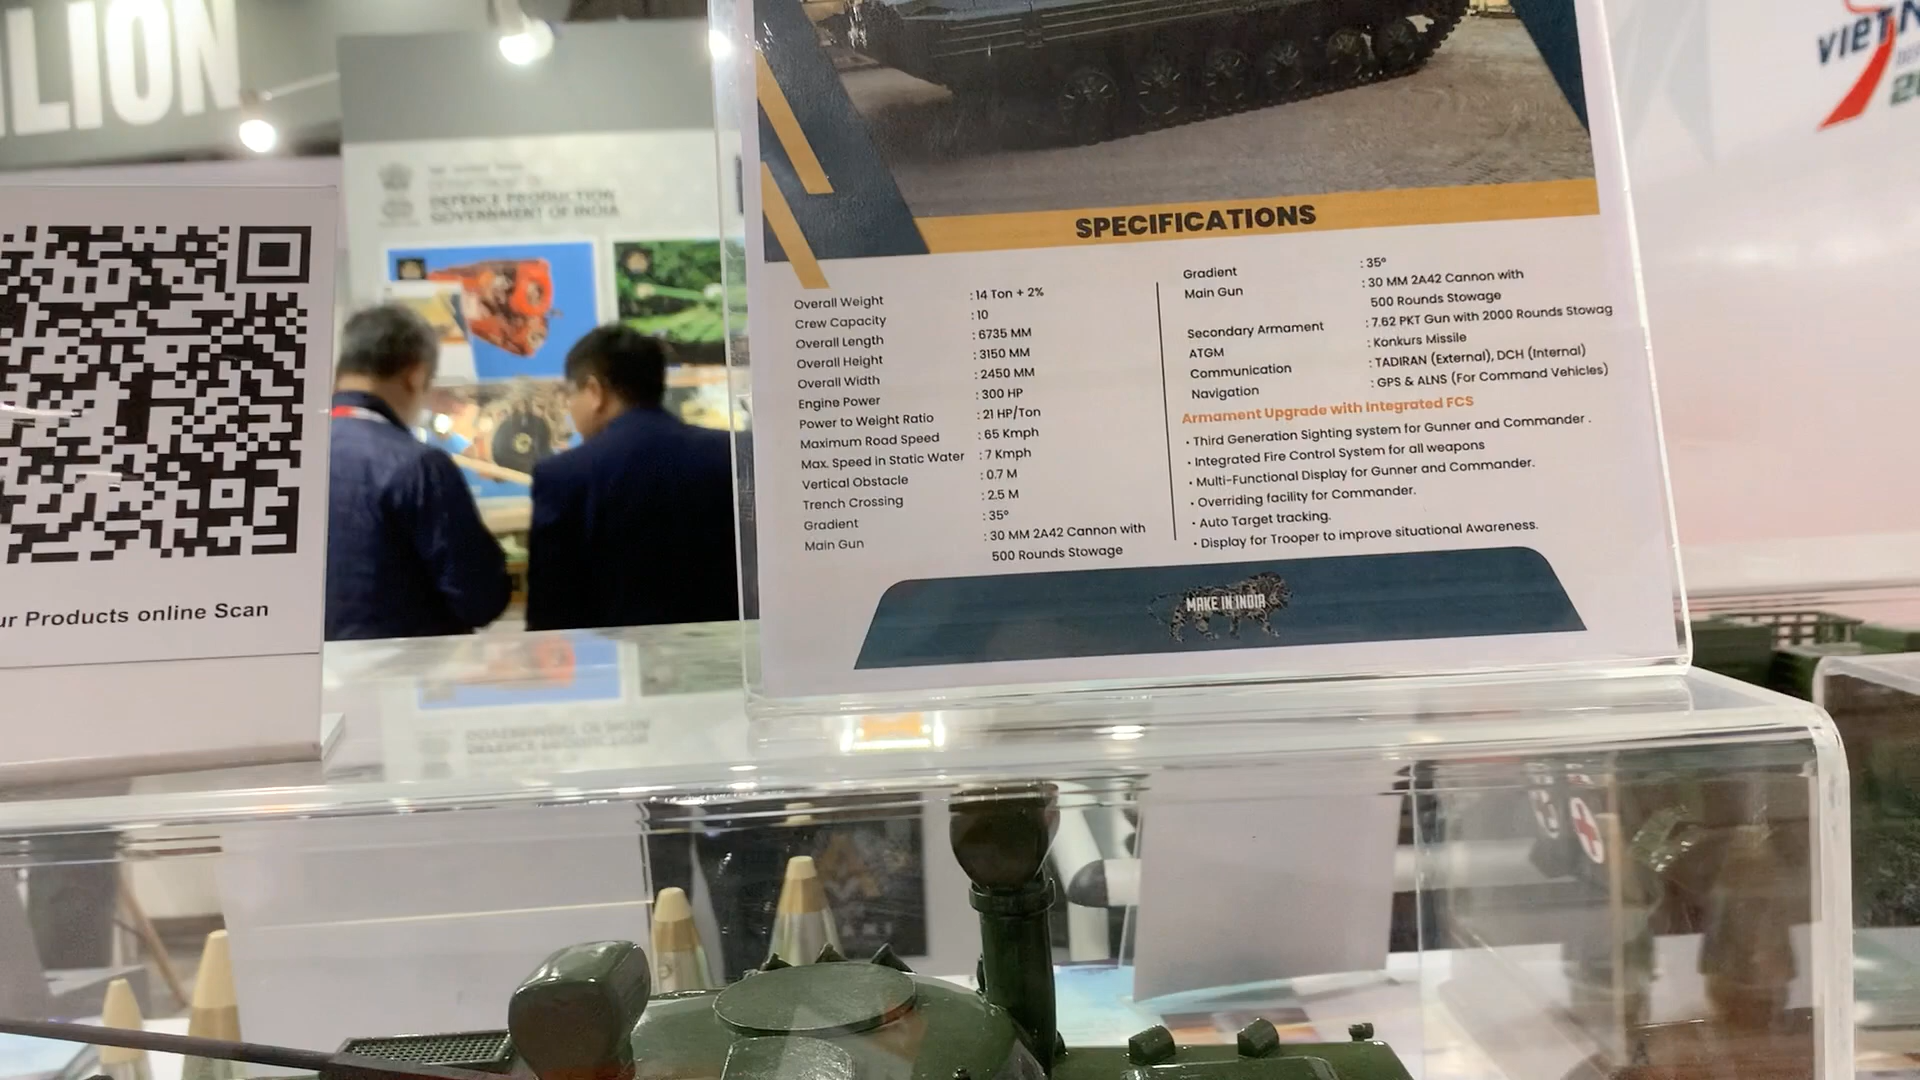 LION
DEFENCE PRODUCTION
GOVERNMENT OF INDIA
ur Products online Scan
SPECIFICATIONS
Overall Weight : 14 Ton + 2%
Crew Capacity : 10
Overall Length : 6735 MM
Overall Height : 3150 MM
Overall Width : 2450 MM
Engine Power : 300 HP
Power to Weight Ratio : 21 HP/Ton
Maximum Road Speed : 65 Kmph
Max. Speed in Static Water : 7 Kmph
Vertical Obstacle : 0.7 M
Trench Crossing : 2.5 M
Gradient : 35°
Main Gun : 30 MM 2A42 Cannon with
500 Rounds Stowage
Gradient : 35°
Main Gun : 30 MM 2A42 Cannon with
500 Rounds Stowage
Secondary Armament : 7.62 PKT Gun with 2000 Rounds Stowag
ATGM : Konkurs Missile
Communication : TADIRAN (External), DCH (Internal)
Navigation : GPS & ALNS (For Command Vehicles)
Armament Upgrade with Integrated FCS
• Third Generation Sighting system for Gunner and Commander .
• Integrated Fire Control System for all weapons
• Multi-Functional Display for Gunner and Commander.
• Overriding facility for Commander.
• Auto Target tracking.
• Display for Trooper to improve situational Awareness.
MAKE IN INDIA
VIETN